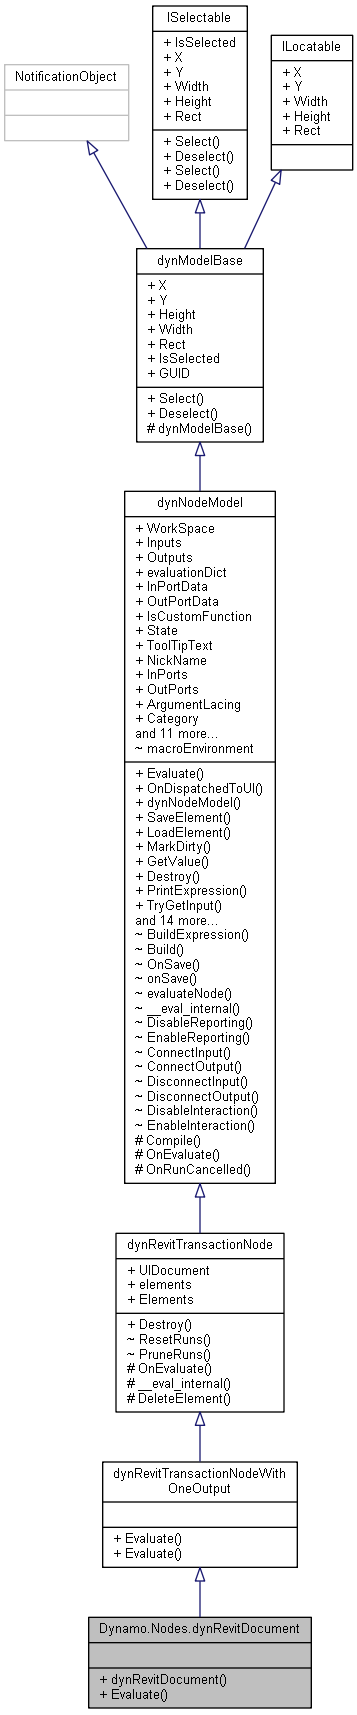 ISelectable
+ IsSelected
+ X
+ Y
+ Width
+ Height
+ Rect
+ Select()
+ Deselect()
+ Select()
+ Deselect()
ILocatable
+ X
+ Y
+ Width
+ Height
+ Rect
NotificationObject
dynModelBase
+ X
+ Y
+ Height
+ Width
+ Rect
+ IsSelected
+ GUID
+ Select()
+ Deselect()
# dynModelBase()
dynNodeModel
+ WorkSpace
+ Inputs
+ Outputs
+ evaluationDict
+ InPortData
+ OutPortData
+ IsCustomFunction
+ State
+ ToolTipText
+ NickName
+ InPorts
+ OutPorts
+ ArgumentLacing
+ Category
and 11 more...
~ macroEnvironment
+ Evaluate()
+ OnDispatchedToUI()
+ dynNodeModel()
+ SaveElement()
+ LoadElement()
+ MarkDirty()
+ GetValue()
+ Destroy()
+ PrintExpression()
+ TryGetInput()
and 14 more...
~ BuildExpression()
~ Build()
~ OnSave()
~ onSave()
~ evaluateNode()
~ __eval_internal()
~ DisableReporting()
~ EnableReporting()
~ ConnectInput()
~ ConnectOutput()
~ DisconnectInput()
~ DisconnectOutput()
~ DisableInteraction()
~ EnableInteraction()
# Compile()
# OnEvaluate()
# OnRunCancelled()
dynRevitTransactionNode
+ UIDocument
+ elements
+ Elements
+ Destroy()
~ ResetRuns()
~ PruneRuns()
# OnEvaluate()
# __eval_internal()
# DeleteElement()
dynRevitTransactionNodeWith
OneOutput
+ Evaluate()
+ Evaluate()
Dynamo.Nodes.dynRevitDocument
+ dynRevitDocument()
+ Evaluate()